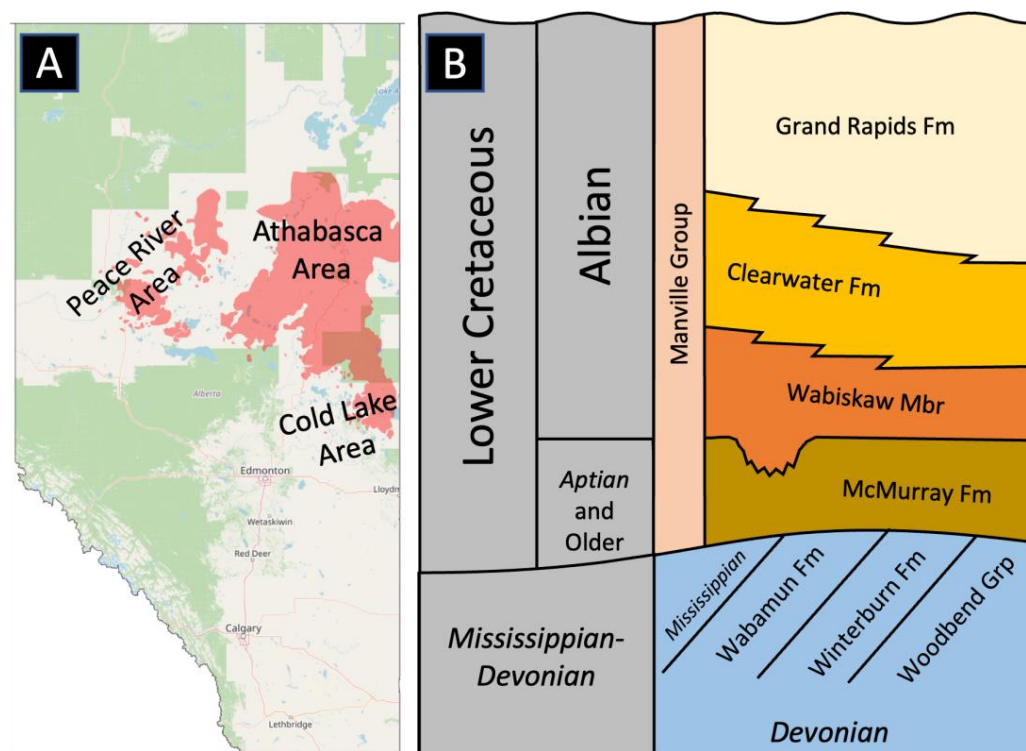 A
Peace River
Area
Athabasca
Area
Cold Lake
Area
Alberta
Edmonton
Wetaskiwin
Red Deer
Calgary
Lethbridge
B
Lower Cretaceous
Albian
Aptian
and
Older
Manville Group
Grand Rapids Fm
Clearwater Fm
Wabiskaw Mbr
McMurray Fm
Mississippian-
Devonian
Mississippian
Wabamun Fm
Winterburn Fm
Woodbend Grp
Devonian